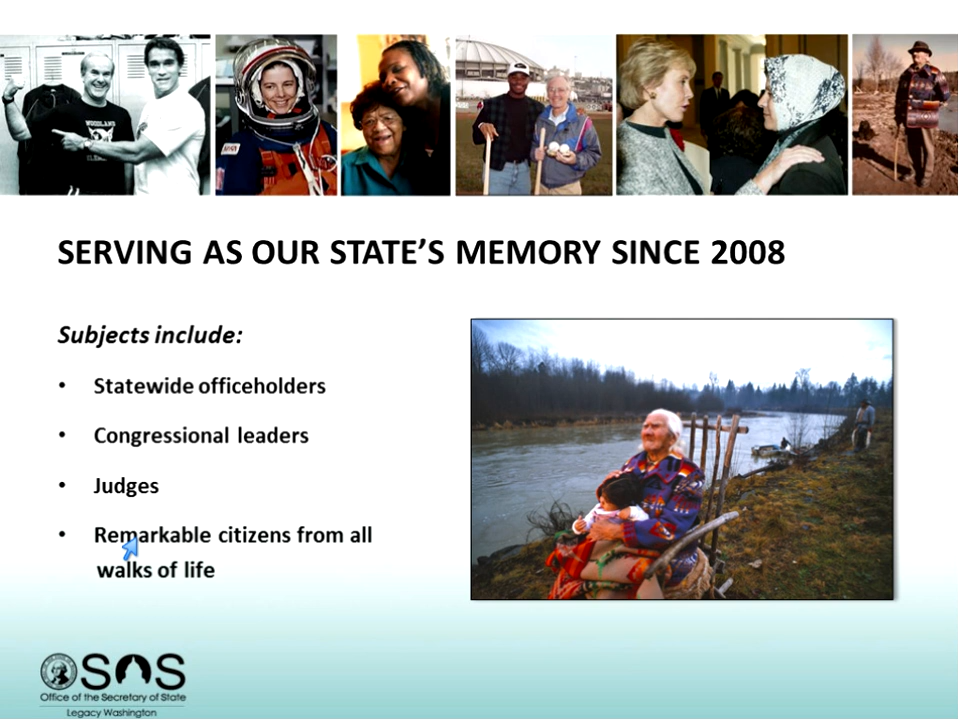 WOODLAND
SERVING AS OUR STATE'S MEMORY SINCE 2008
Subjects include:
• Statewide officeholders
• Congressional leaders
• Judges
• Remarkable citizens from all
walks of life
SOS
Office of the Secretary of State
Legacy Washington